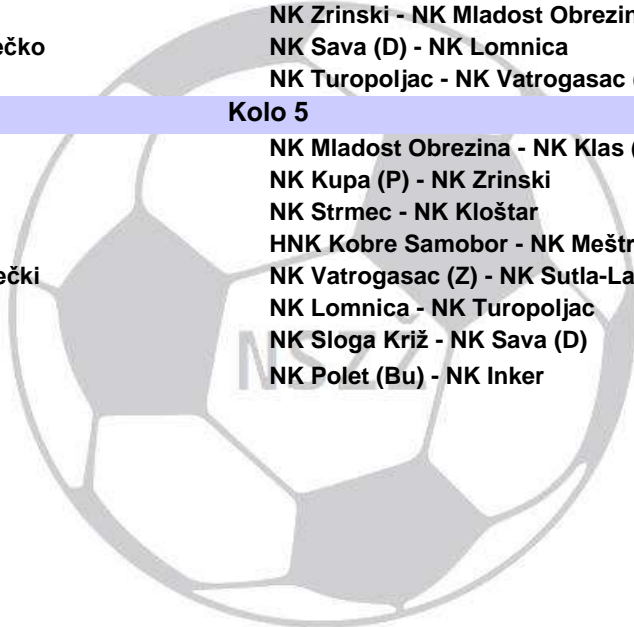 NK Zrinski - NK Mladost Obrezin
ečko NK Sava (D) - NK Lomnica
NK Turopoljac - NK Vatrogasac (
Kolo 5
NK Mladost Obrezina - NK Klas (
NK Kupa (P) - NK Zrinski
NK Strmec - NK Kloštar
HNK Kobre Samobor - NK Meštr
ečki NK Vatrogasac (Z) - NK Sutla-La
NK Lomnica - NK Turopoljac
NK Sloga Križ - NK Sava (D)
NK Polet (Bu) - NK Inker
NSZŽ